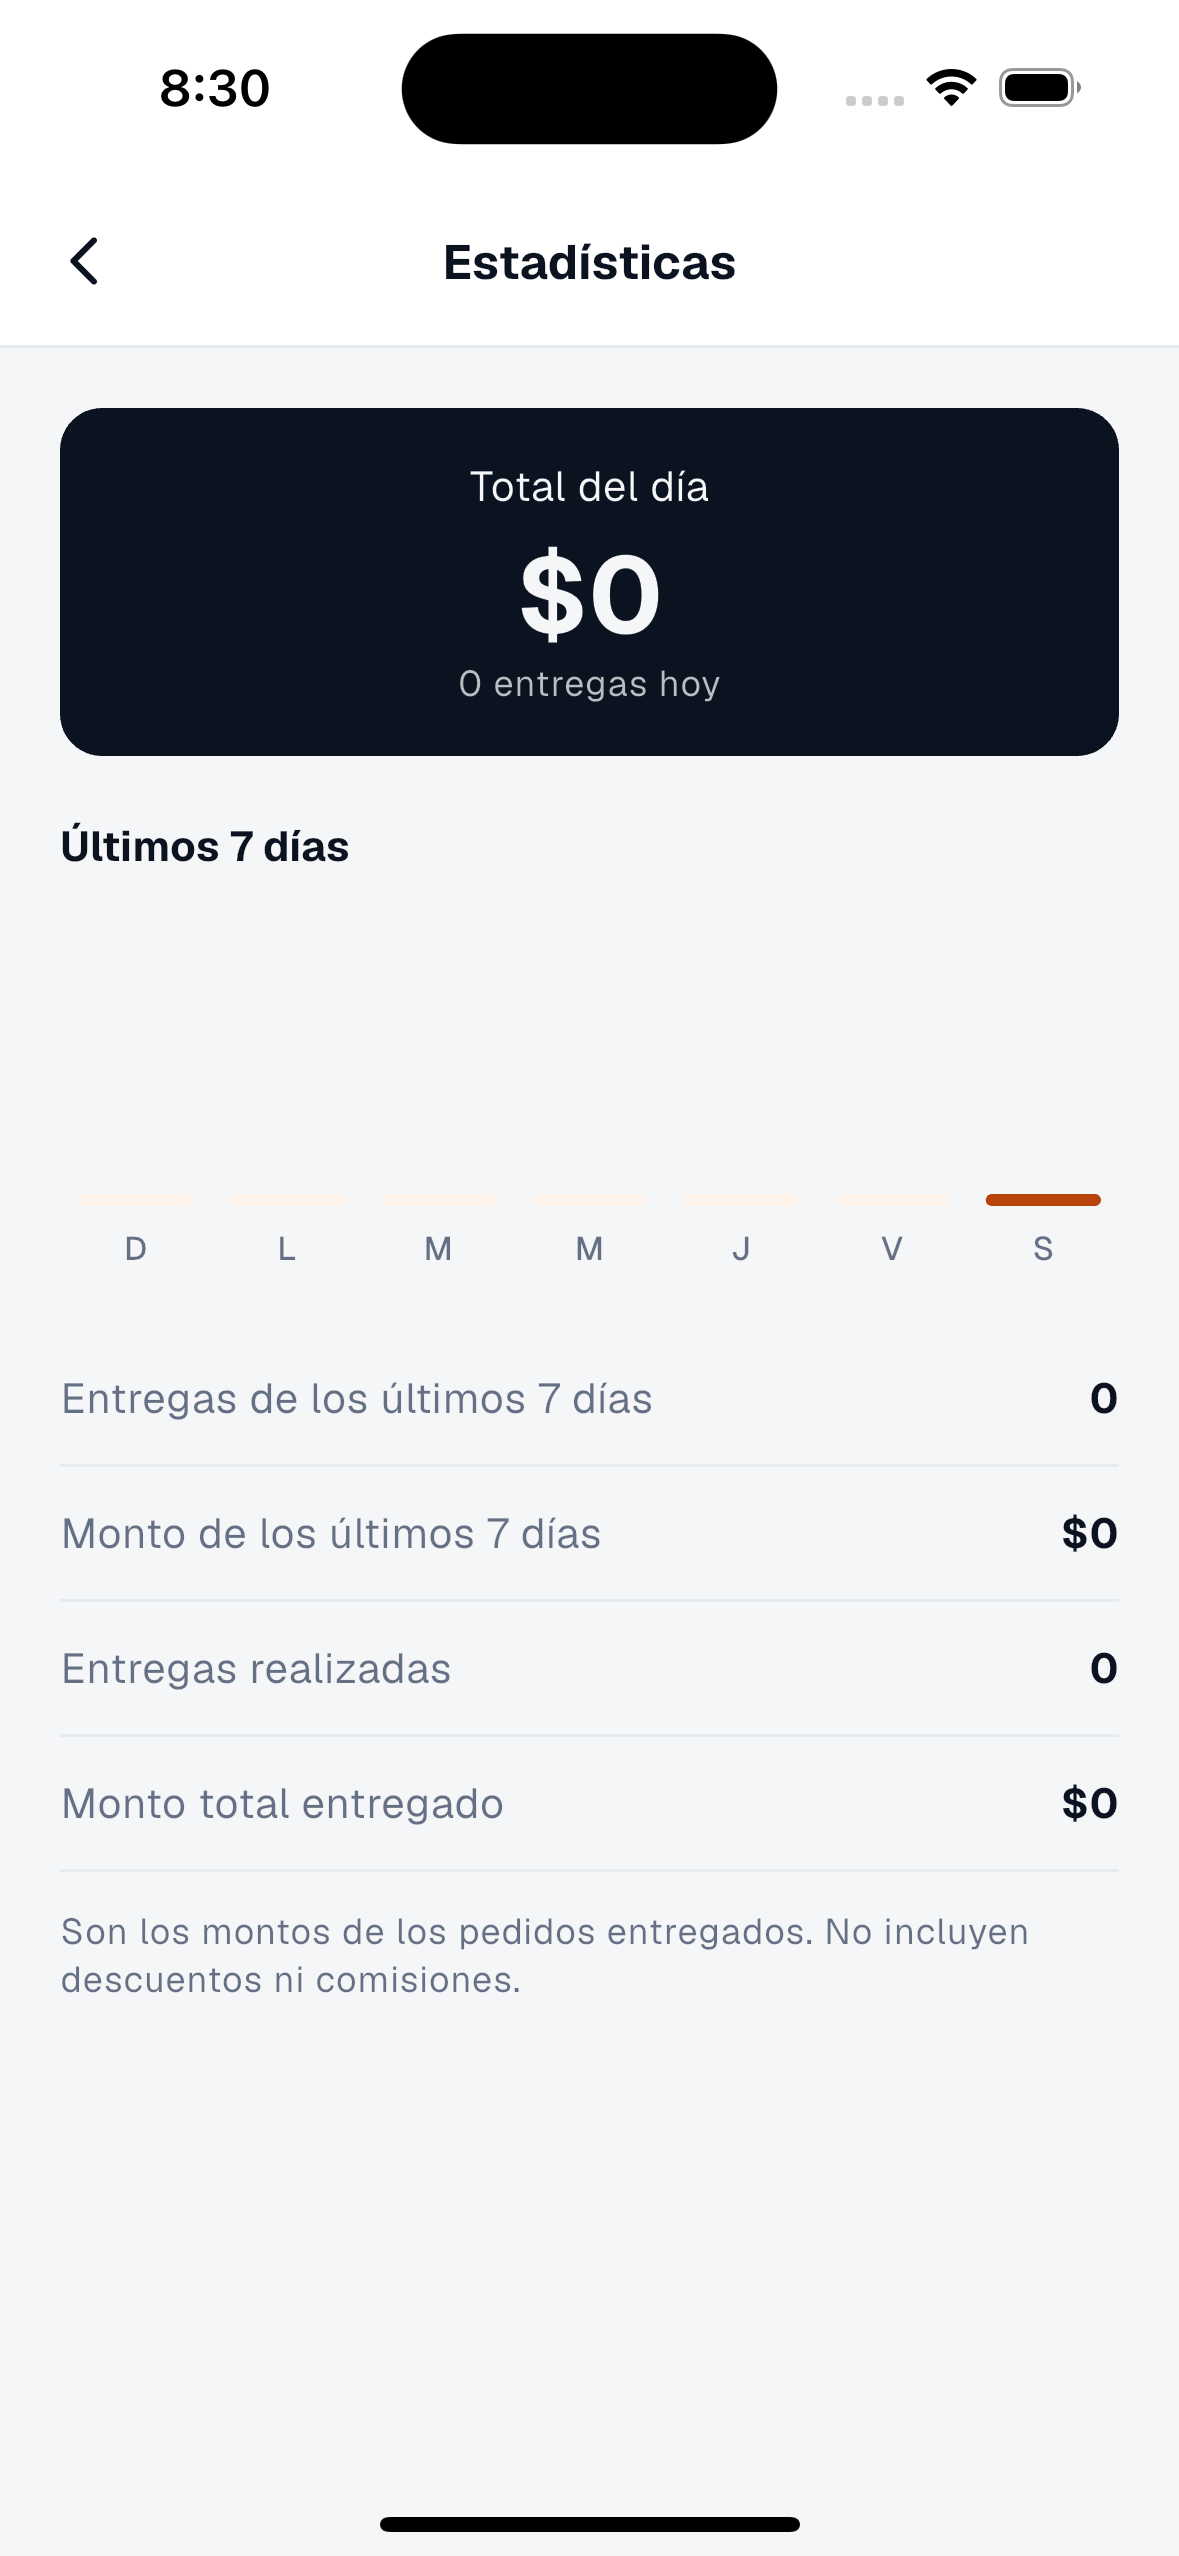 8:30
Estadísticas
Total del día
$0
0 entregas hoy
Últimos 7 días
D L M M J V S
Entregas de los últimos 7 días 0
Monto de los últimos 7 días $0
Entregas realizadas 0
Monto total entregado $0
Son los montos de los pedidos entregados. No incluyen
descuentos ni comisiones.